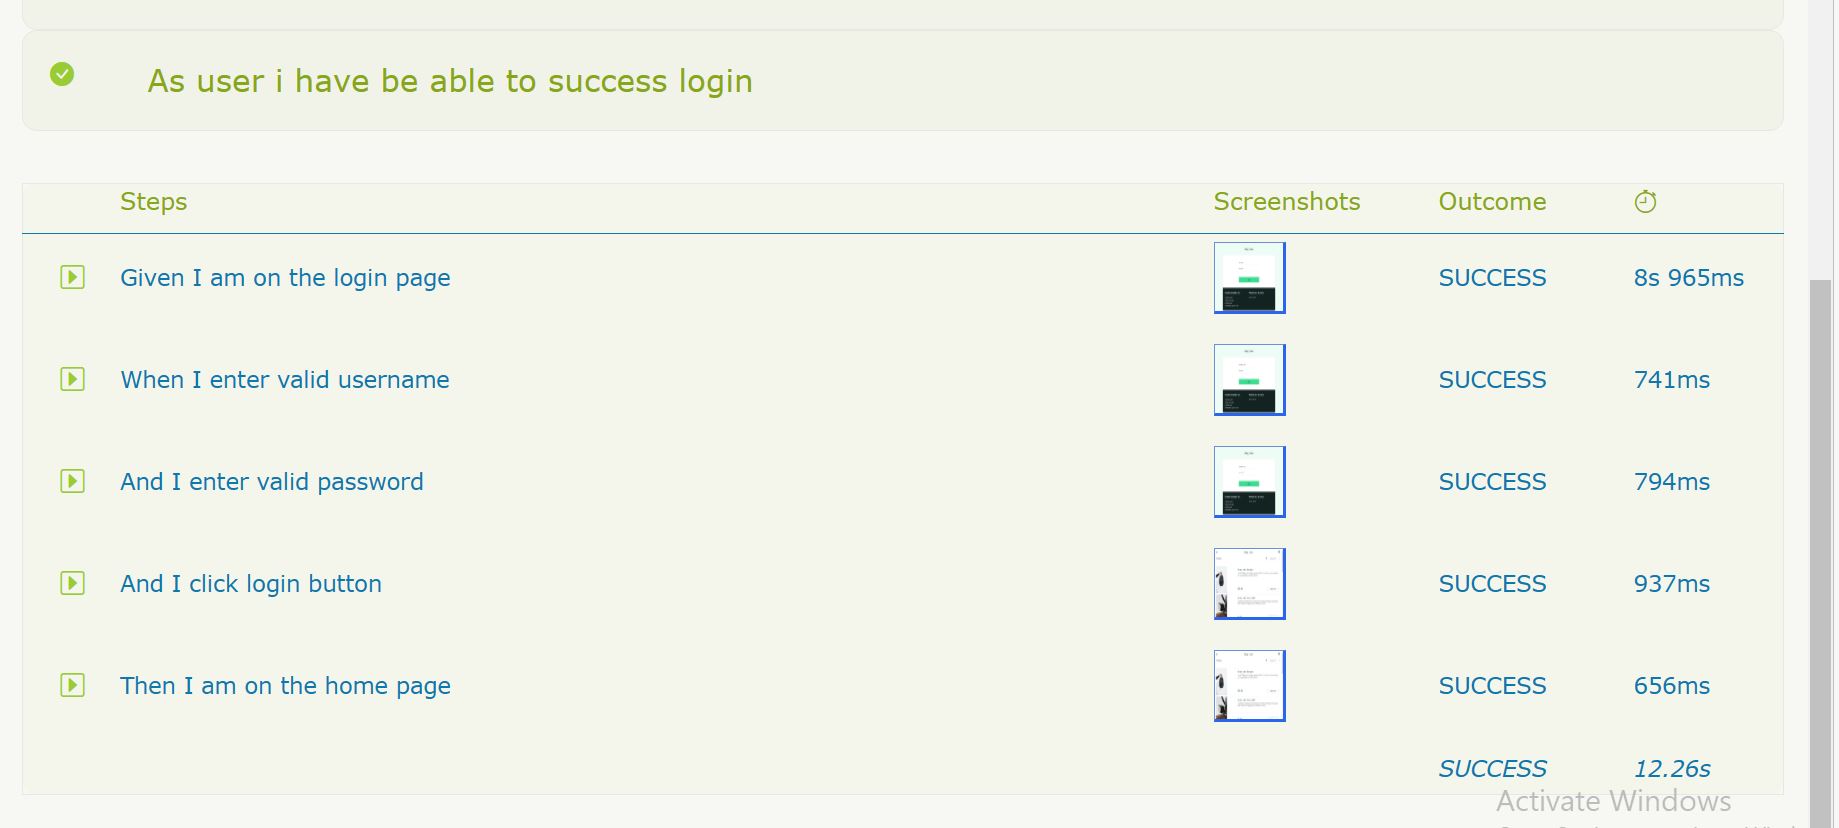 As user i have be able to success login
Steps Screenshots Outcome
Given I am on the login page SUCCESS 8s 965ms
When I enter valid username SUCCESS 741ms
And I enter valid password SUCCESS 794ms
And I click login button SUCCESS 937ms
Then I am on the home page SUCCESS 656ms
SUCCESS 12.26s
Activate Windows